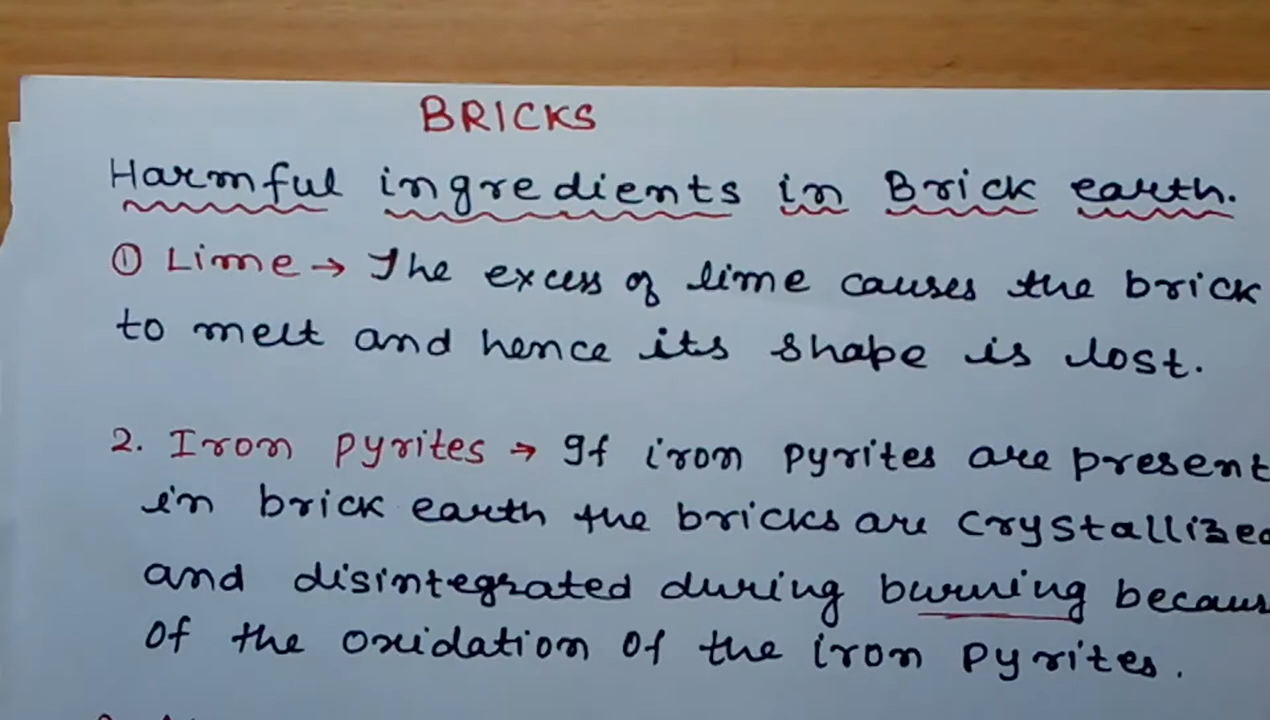 BRICKS
Harmful ingredients in Brick earth.
① Lime → The excess of lime causes the brick
to melt and hence its shape is lost.
2. Iron pyrites → If iron pyrites are present
in brick earth the bricks are crystallized
and disintegrated during burning becaus
of the oxidation of the iron pyrites.